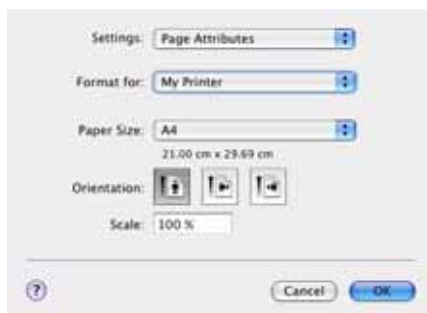 Settings: Page Attributes
Format for: My Printer
Paper Size: A4
21.00 cm x 29.69 cm
Orientation:
Scale: 100 %
? Cancel OK